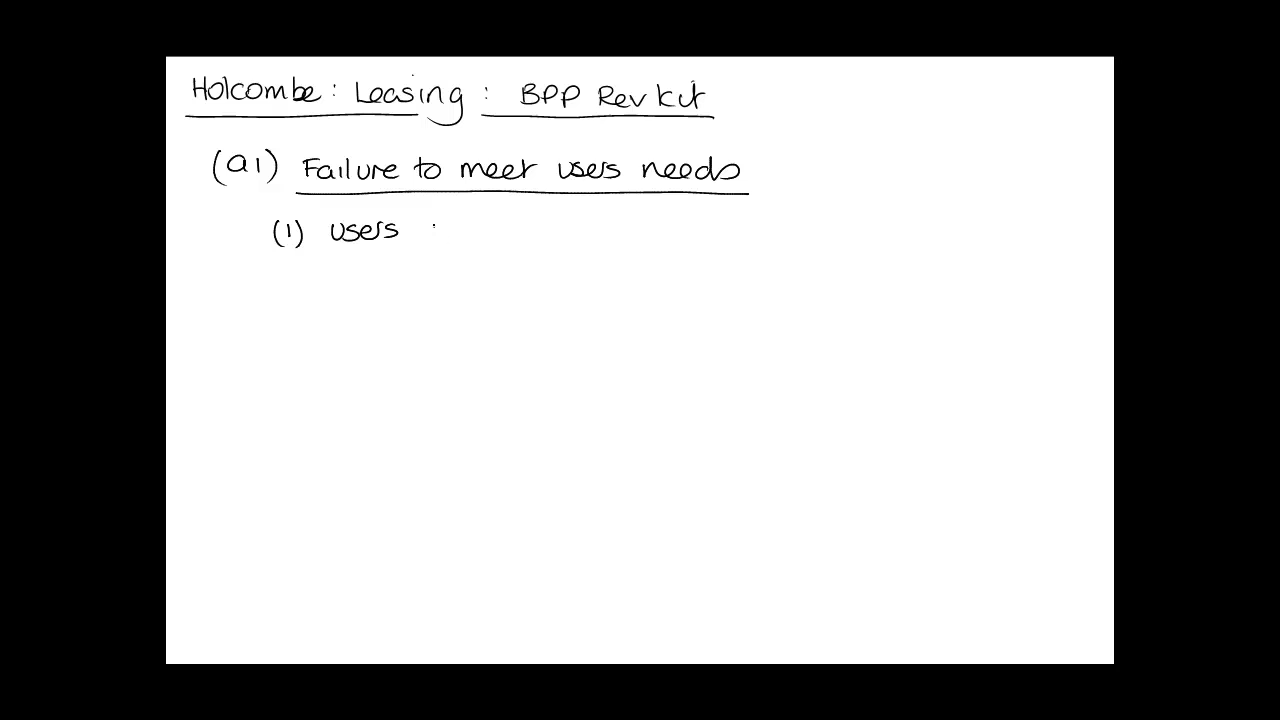 Holcombe : Leasing : BPP Rev Kit
(a1) Failure to meet users needs
(1) users